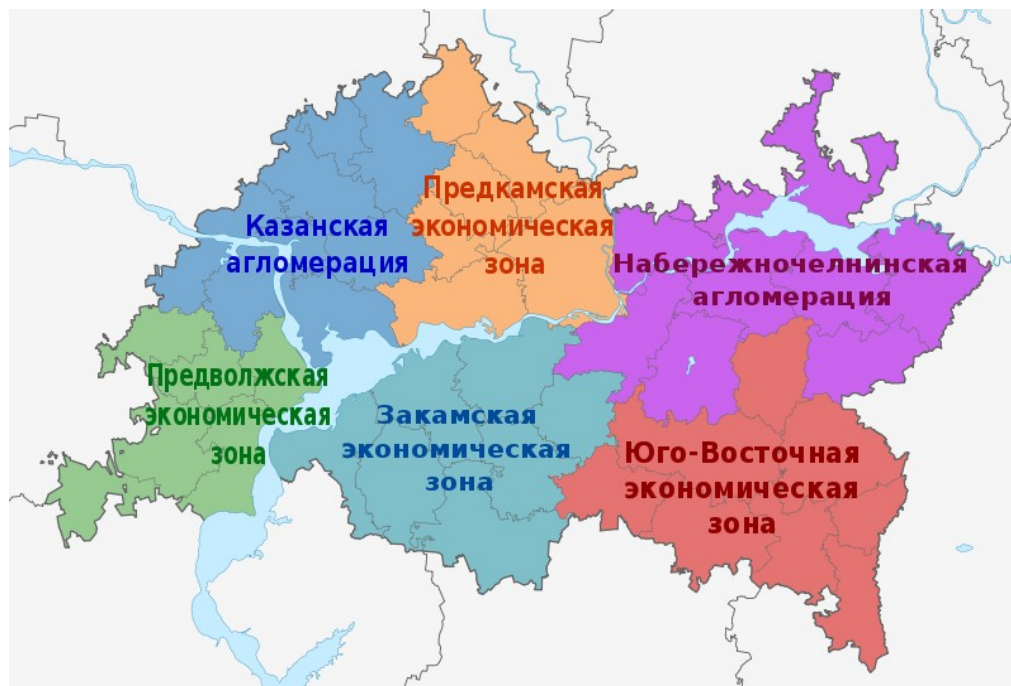 Казанская
агломерация
Предкамская
экономическая
зона
Набережночелнинская
агломерация
Предволжская
экономическая
зона
Закамская
экономическая
зона
Юго-Восточная
экономическая
зона